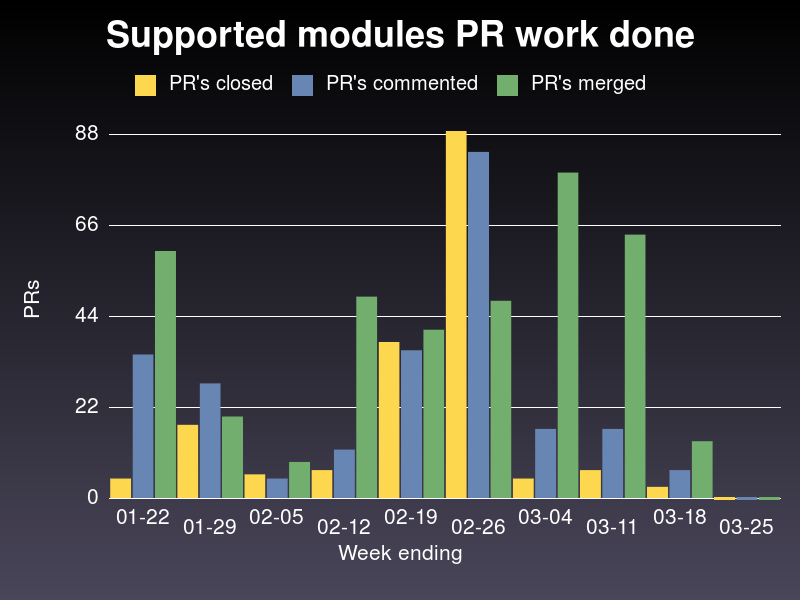 Supported modules PR work done
PR's closed PR's commented PR's merged
88
66
44
22
0
PRs
01-22 01-29 02-05 02-12 02-19 02-26 03-04 03-11 03-18 03-25
Week ending